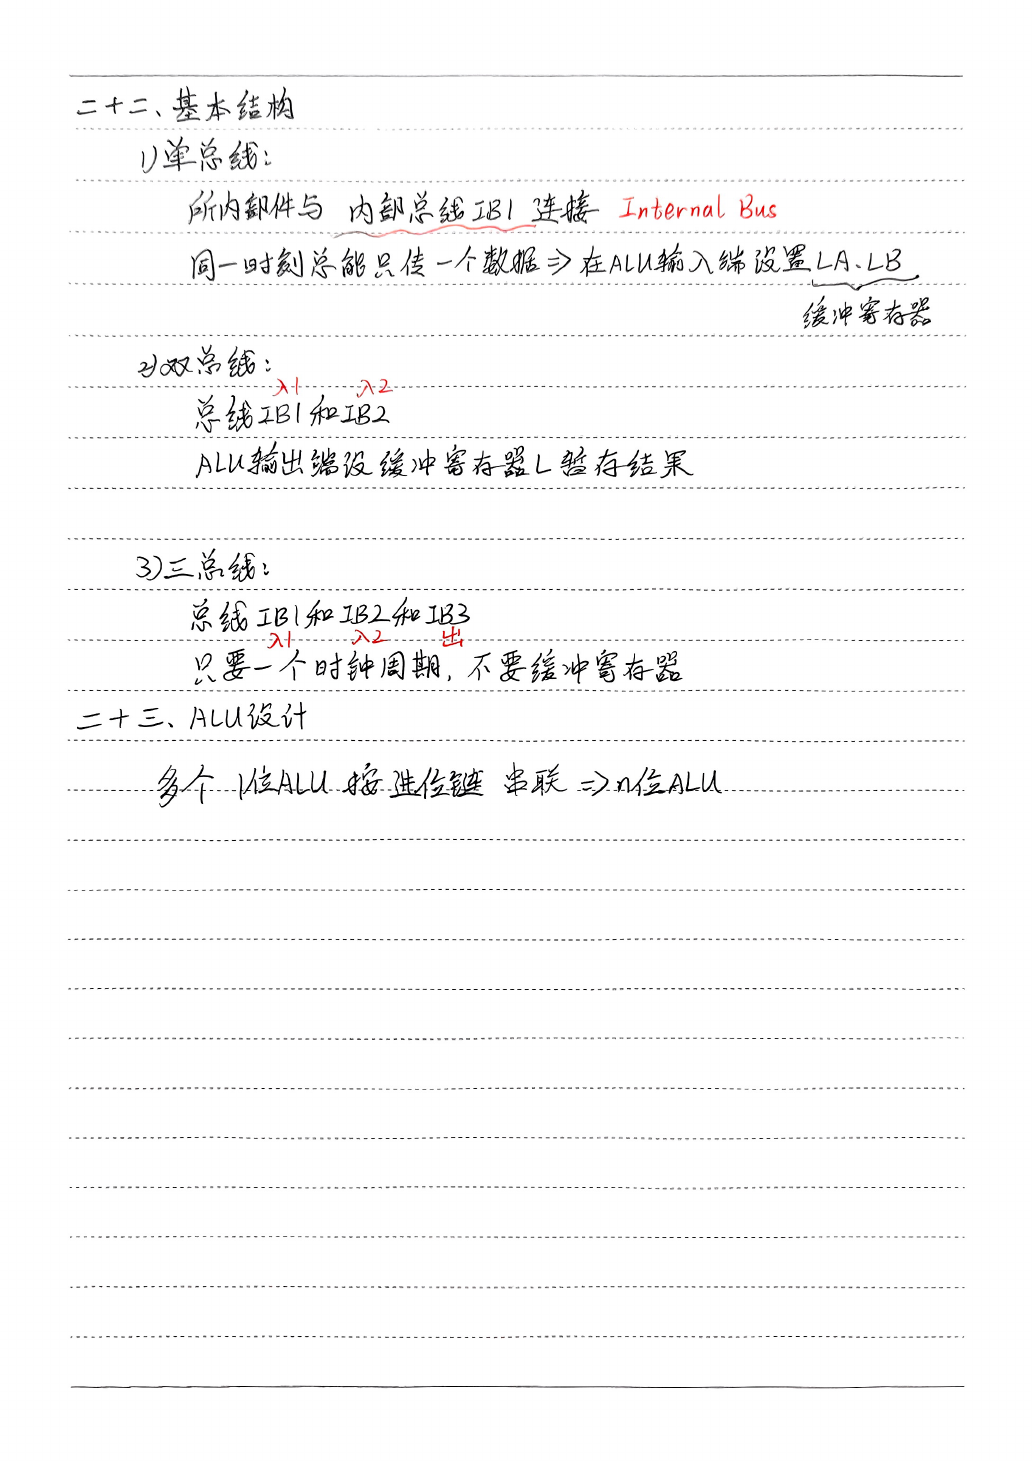 二十二、基本结构
1)单总线:
所内部件与 内部总线IB1 连接 Internal Bus
同一时刻总能只传一个数据⇒在ALU输入端设置LA、LB
缓冲寄存器
2)双总线:
入1 入2
总线IB1和IB2
ALU输出端设缓冲寄存器L暂存结果
3)三总线:
总线IB1和IB2和IB3
入1 入2 出
只要一个时钟周期,不要缓冲寄存器
二十三、ALU设计
多个 1位ALU 按进位链 串联 ⇒n位ALU